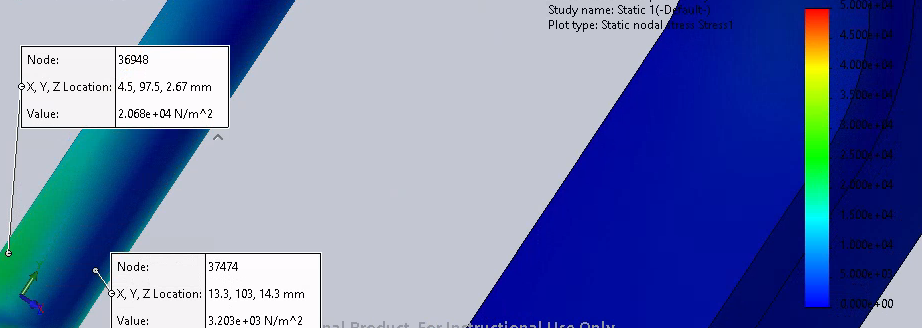 Study name: Static 1(-Default-)
Plot type: Static nodal stress Stress1
Node: 36948
X, Y, Z Location: 4.5, 97.5, 2.67 mm
Value: 2.068e+04 N/m^2
Node: 37474
X, Y, Z Location: 13.3, 103, 14.3 mm
Value: 3.203e+03 N/m^2
5.000e+04
4.500e+04
4.000e+04
3.500e+04
3.000e+04
2.500e+04
2.000e+04
1.500e+04
1.000e+04
5.000e+03
0.000e+00
Product. For Instructional Use Only